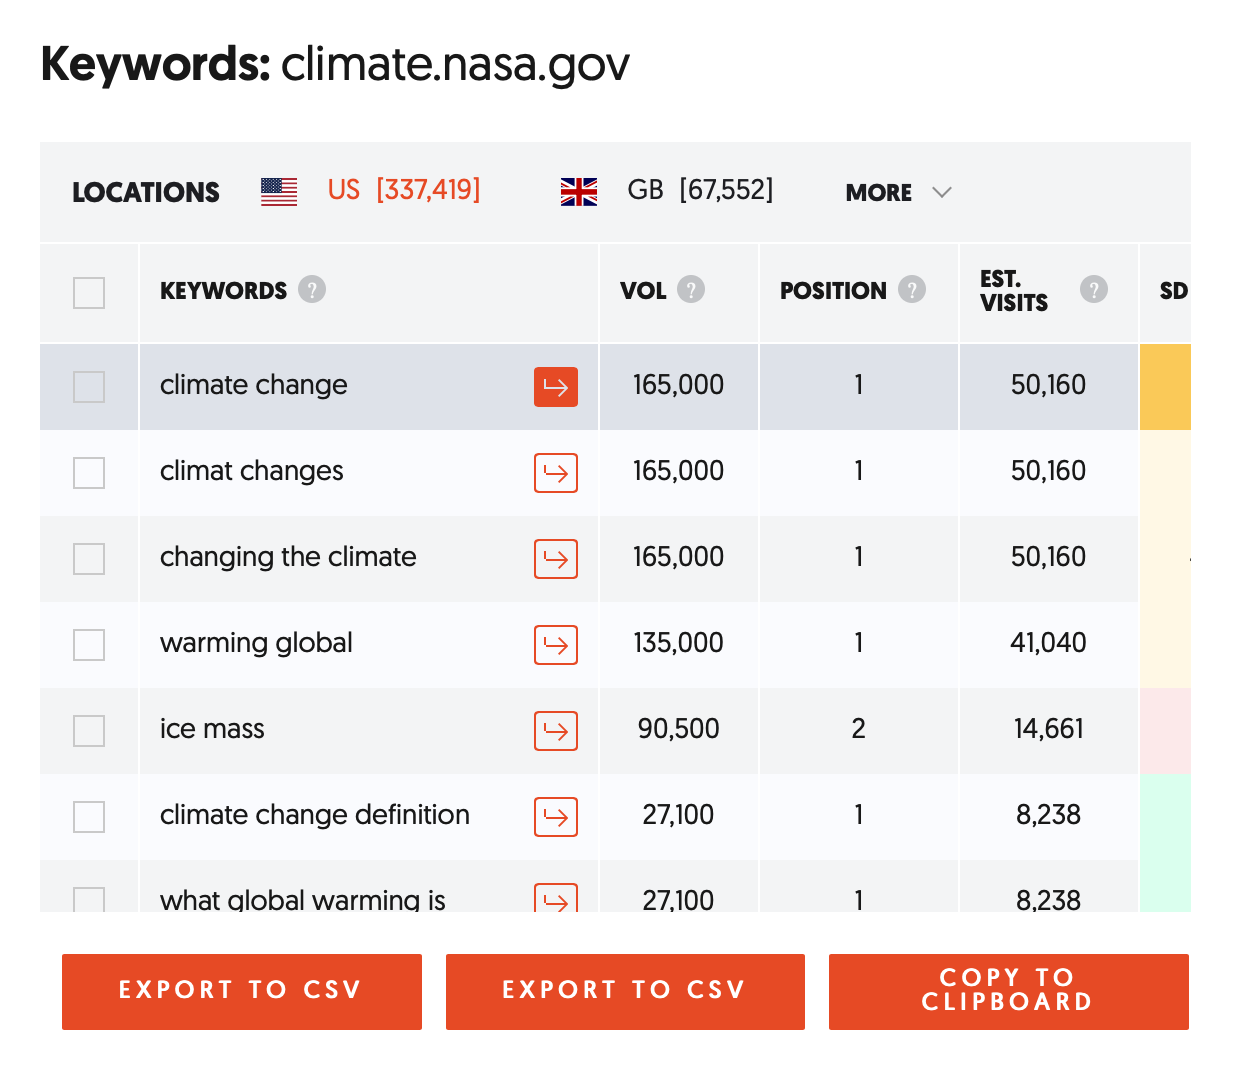 Keywords: climate.nasa.gov
LOCATIONS US [337,419] GB [67,552] MORE
KEYWORDS ? VOL ? POSITION ? EST. VISITS ? SD
climate change 165,000 1 50,160
climat changes 165,000 1 50,160
changing the climate 165,000 1 50,160
warming global 135,000 1 41,040
ice mass 90,500 2 14,661
climate change definition 27,100 1 8,238
what global warming is 27,100 1 8,238
EXPORT TO CSV EXPORT TO CSV COPY TO CLIPBOARD